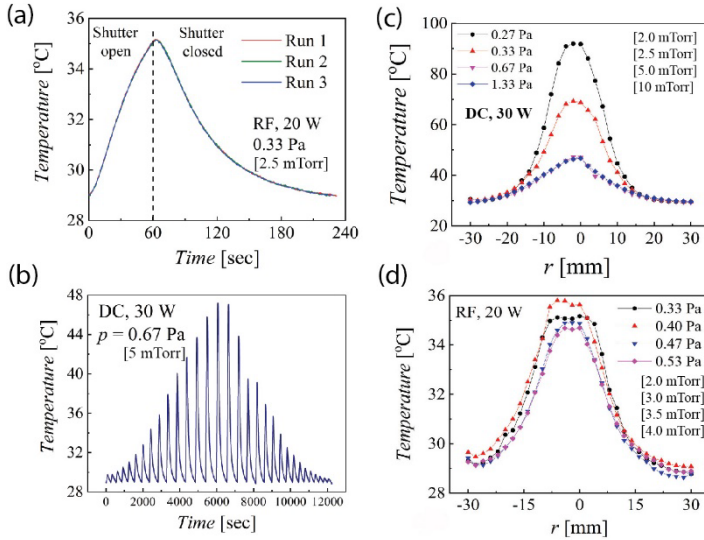 (a)
Temperature [°C]
36
34
32
30
28
Shutter open
Shutter closed
Run 1
Run 2
Run 3
RF, 20 W
0.33 Pa
[2.5 mTorr]
0 60 120 180 240
Time [sec]
(b)
Temperature [°C]
48
44
40
36
32
28
DC, 30 W
p = 0.67 Pa
[5 mTorr]
0 2000 4000 6000 8000 10000 12000
Time [sec]
(c)
Temperature [°C]
100
80
60
40
20
0.27 Pa
0.33 Pa
0.67 Pa
1.33 Pa
[2.0 mTorr]
[2.5 mTorr]
[5.0 mTorr]
[10 mTorr]
DC, 30 W
-30 -20 -10 0 10 20 30
r [mm]
(d)
Temperature [°C]
36
34
32
30
28
RF, 20 W
0.33 Pa
0.40 Pa
0.47 Pa
0.53 Pa
[2.0 mTorr]
[3.0 mTorr]
[3.5 mTorr]
[4.0 mTorr]
-30 -15 0 15 30
r [mm]